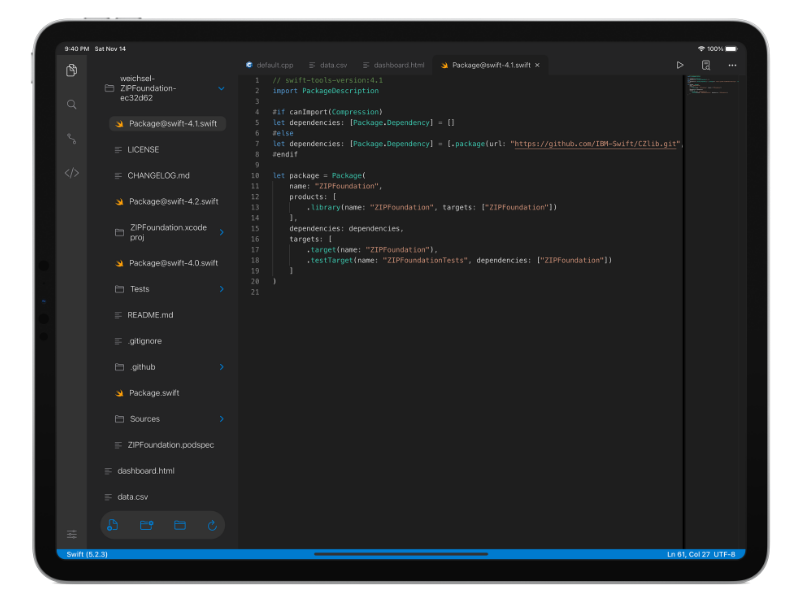 9:40 PM Sat Nov 14
100%
default.cpp
data.csv
dashboard.html
Package@swift-4.1.swift
weichsel-
ZIPFoundation-
ec32d62
Package@swift-4.1.swift
LICENSE
CHANGELOG.md
Package@swift-4.2.swift
ZIPFoundation.xcode
proj
Package@swift-4.0.swift
Tests
README.md
.gitignore
.github
Package.swift
Sources
ZIPFoundation.podspec
dashboard.html
data.csv
1 // swift-tools-version:4.1
2 import PackageDescription
3
4 #if canImport(Compression)
5 let dependencies: [Package.Dependency] = []
6 #else
7 let dependencies: [Package.Dependency] = [.package(url: "https://github.com/IBM-Swift/CZlib.git",
8 #endif
9
10 let package = Package(
11 name: "ZIPFoundation",
12 products: [
13 .library(name: "ZIPFoundation", targets: ["ZIPFoundation"])
14 ],
15 dependencies: dependencies,
16 targets: [
17 .target(name: "ZIPFoundation"),
18 .testTarget(name: "ZIPFoundationTests", dependencies: ["ZIPFoundation"])
19 ]
20 )
21
Swift (5.2.3)
Ln 61, Col 27 UTF-8